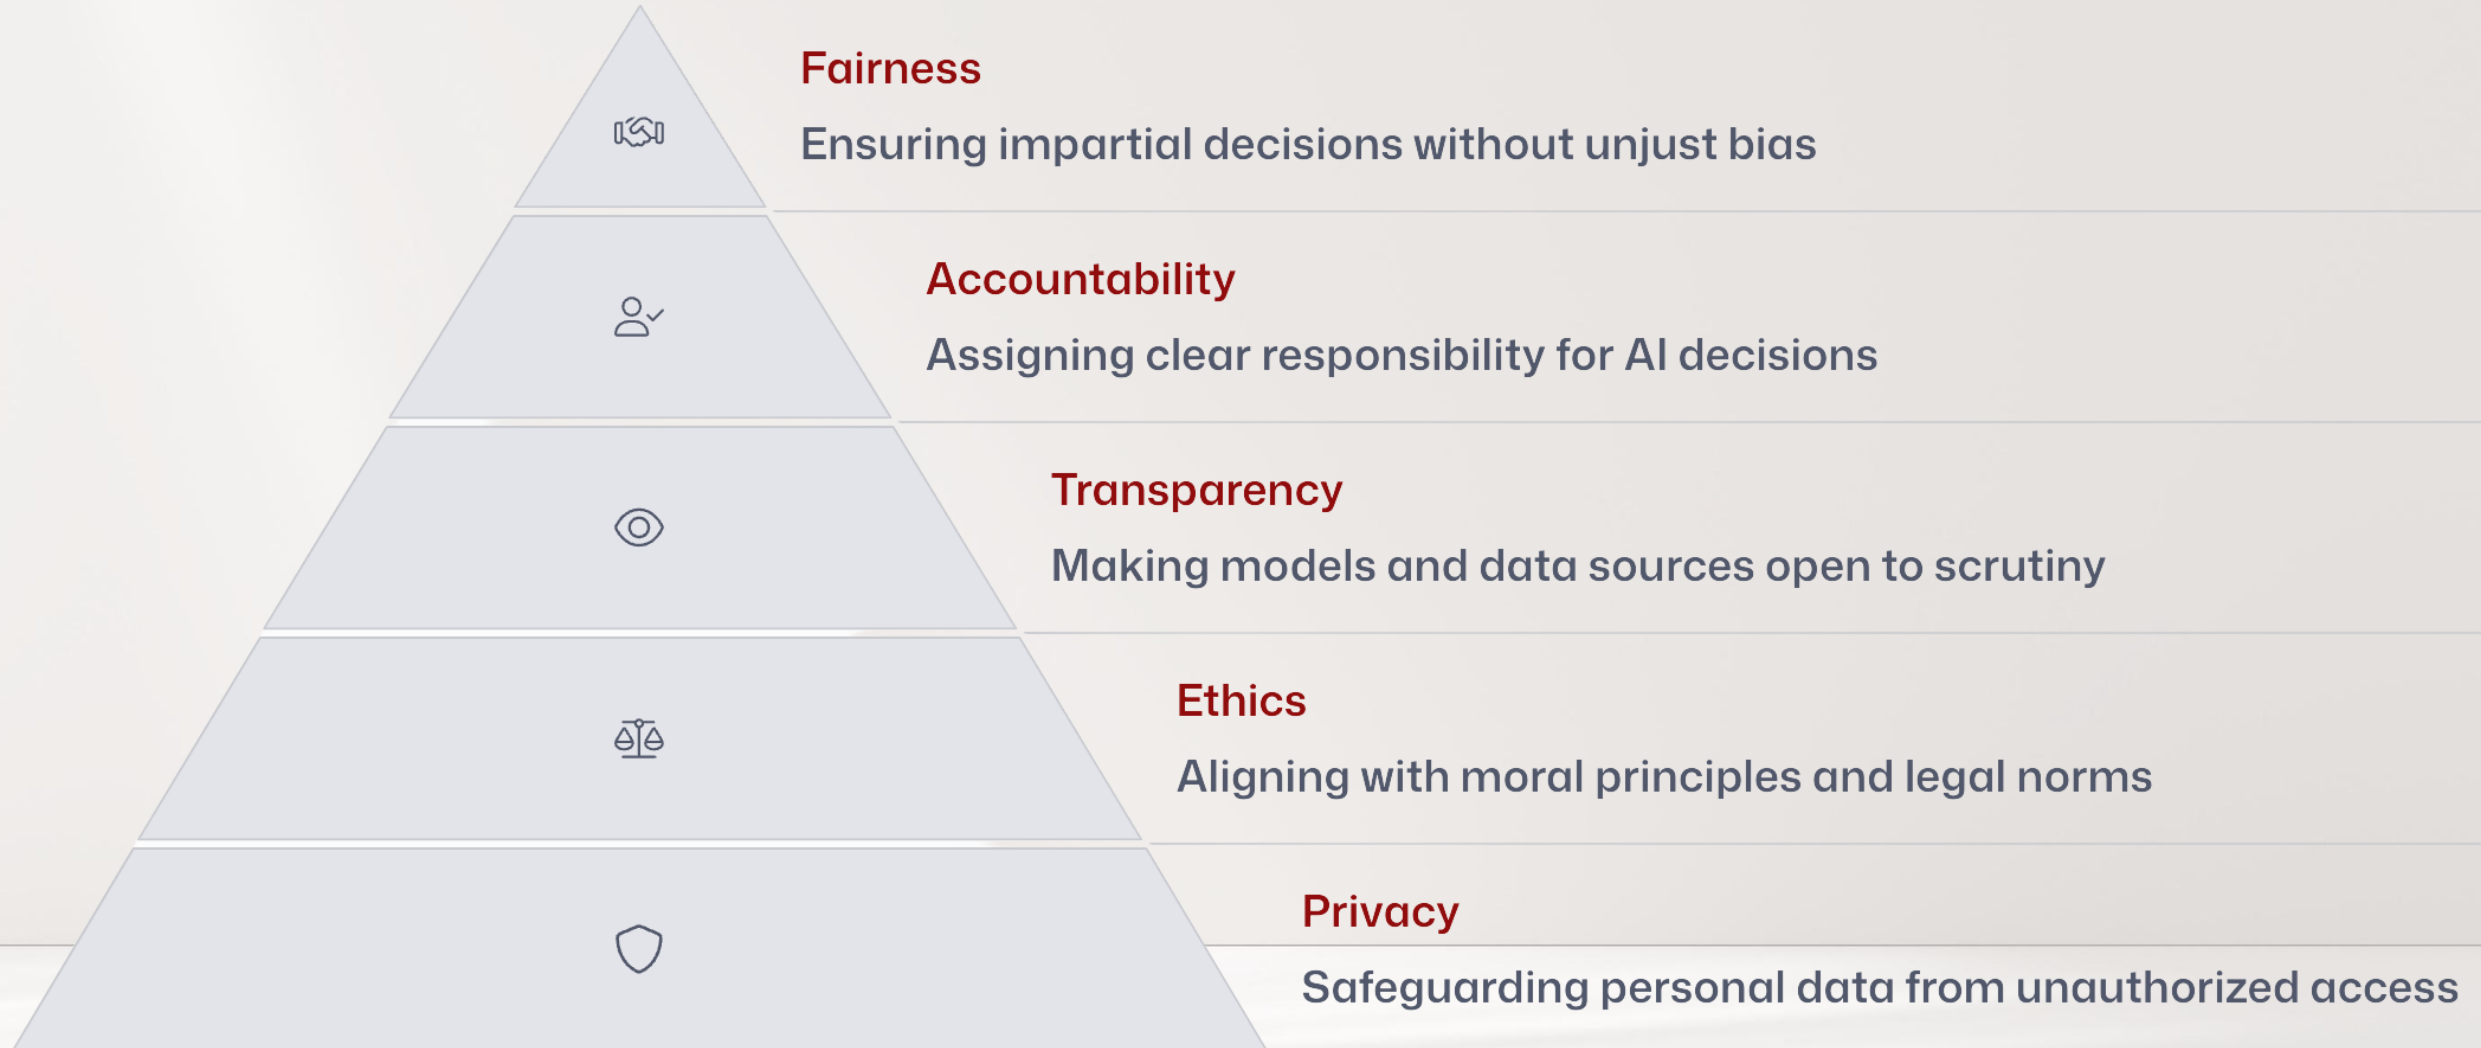 Fairness
Ensuring impartial decisions without unjust bias
Accountability
Assigning clear responsibility for AI decisions
Transparency
Making models and data sources open to scrutiny
Ethics
Aligning with moral principles and legal norms
Privacy
Safeguarding personal data from unauthorized access